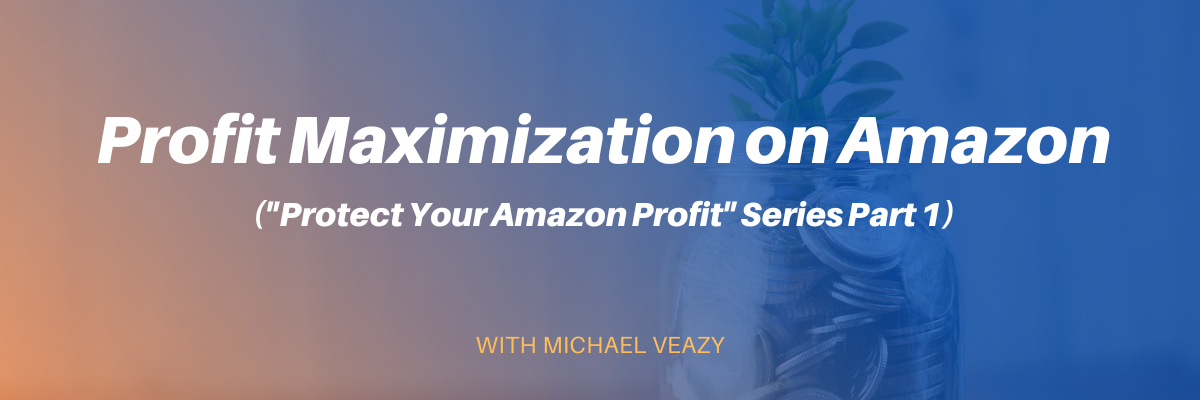 Profit Maximization on Amazon
("Protect Your Amazon Profit" Series Part 1)
WITH MICHAEL VEAZY